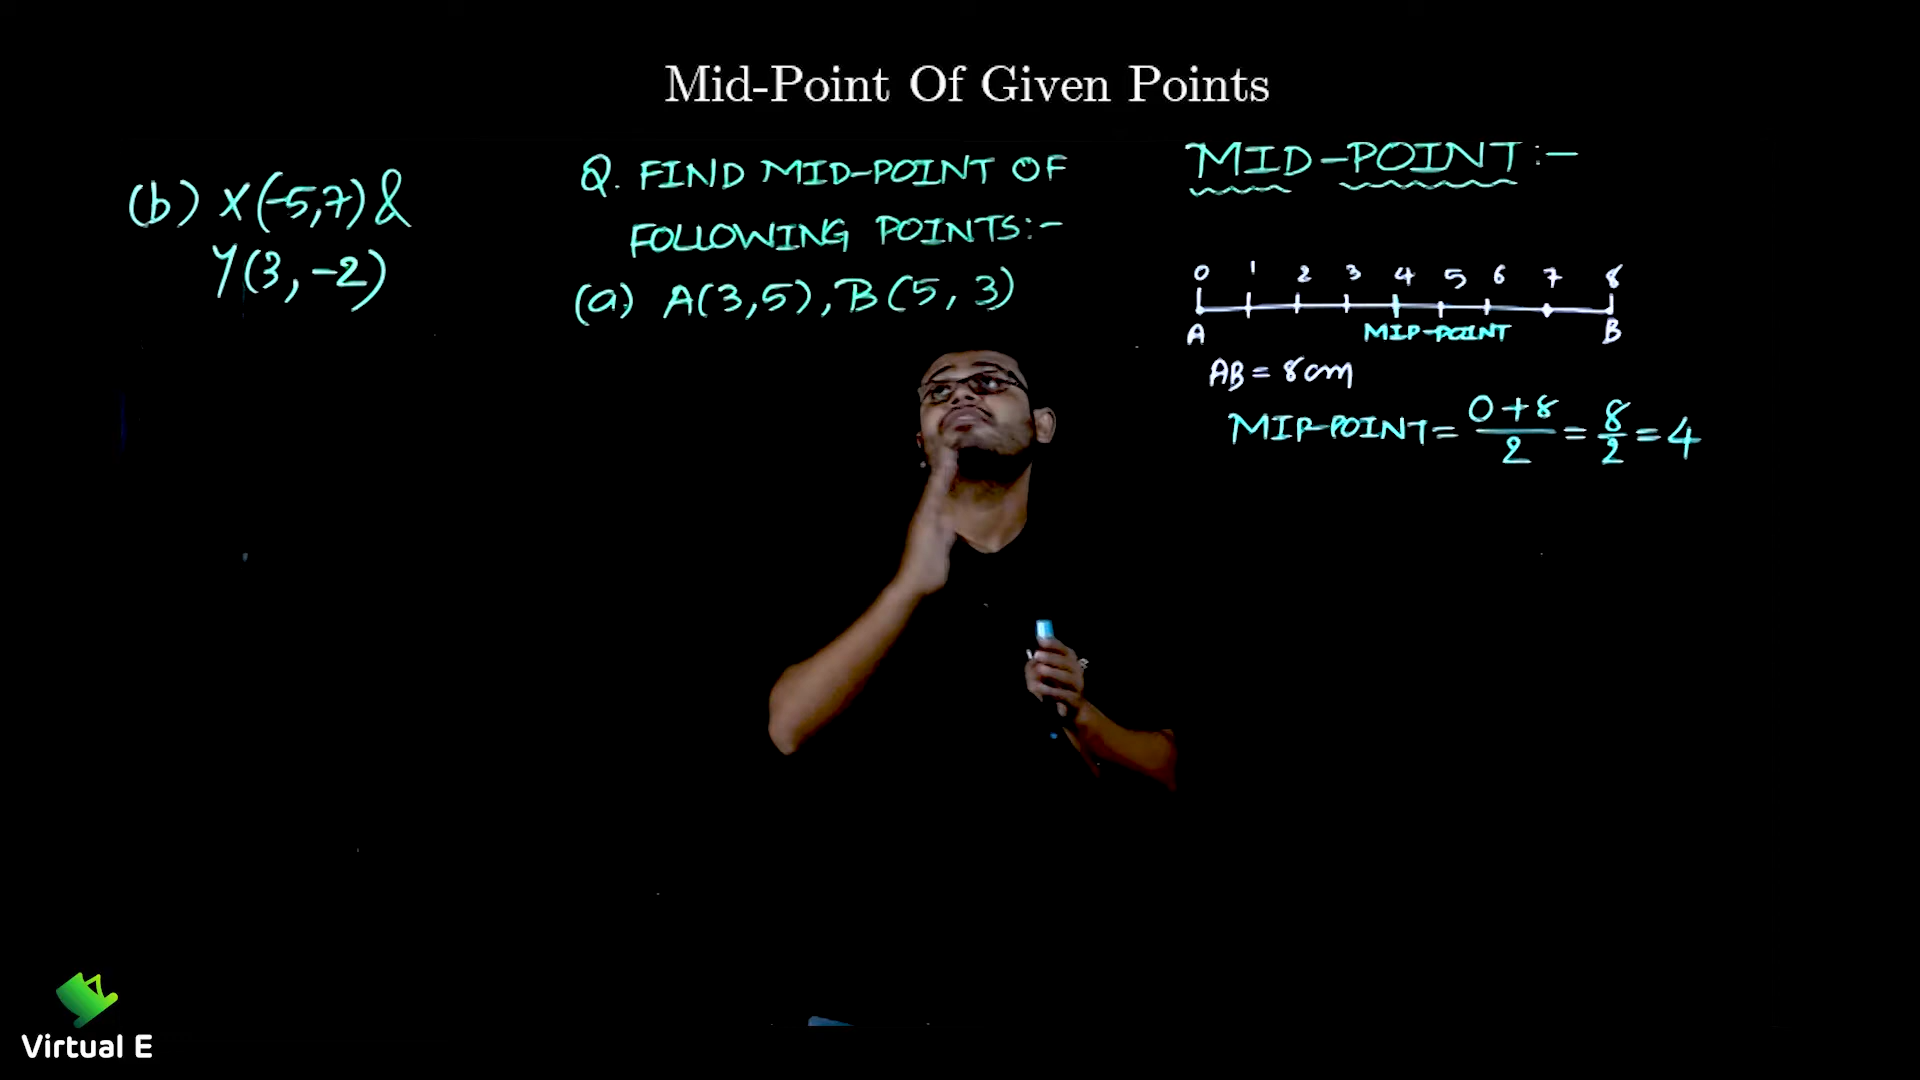 Mid-Point Of Given Points
(b) X(-5,7) &
Y(3, -2)
Q. FIND MID-POINT OF
FOLLOWING POINTS:-
(a) A(3,5), B(5, 3)
MID-POINT:-
0 1 2 3 4 5 6 7 8
A MID-POINT B
AB = 8cm
MID-POINT = 0+8/2 = 8/2 = 4
Virtual E